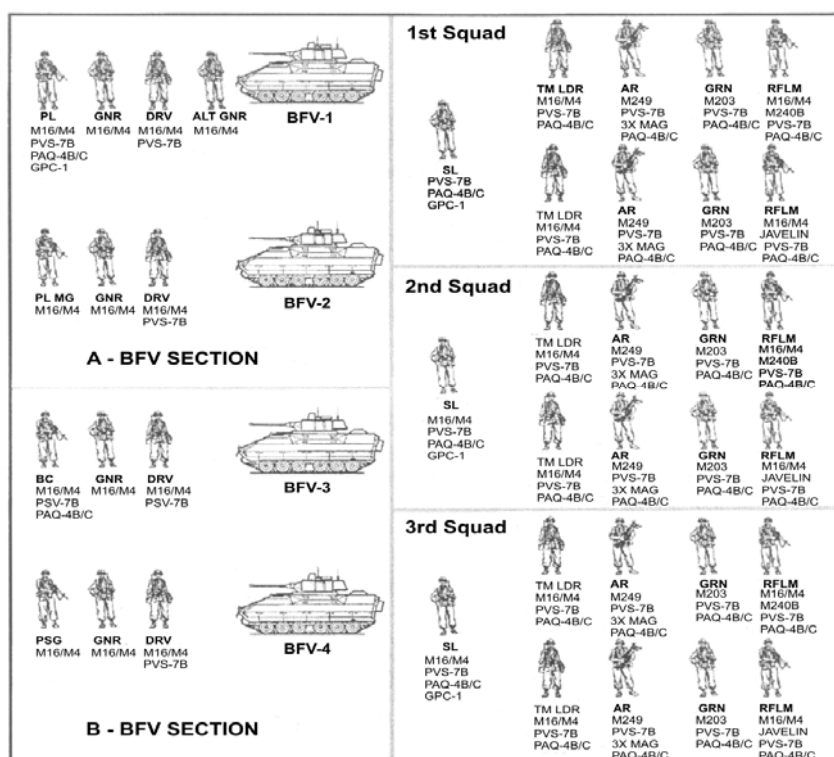 PL
M16/M4
PVS-7B
PAQ-4B/C
GPC-1
GNR
M16/M4
DRV
M16/M4
PVS-7B
ALT GNR
M16/M4
BFV-1
PL MG
M16/M4
GNR
M16/M4
DRV
M16/M4
PVS-7B
BFV-2
A - BFV SECTION
BC
M16/M4
PSV-7B
PAQ-4B/C
GNR
M16/M4
DRV
M16/M4
PSV-7B
BFV-3
PSG
M16/M4
GNR
M16/M4
DRV
M16/M4
PVS-7B
BFV-4
B - BFV SECTION
1st Squad
SL
PVS-7B
PAQ-4B/C
GPC-1
TM LDR
M16/M4
PVS-7B
PAQ-4B/C
AR
M249
PVS-7B
3X MAG
PAQ-4B/C
GRN
M203
PVS-7B
PAQ-4B/C
RFLM
M16/M4
M240B
PVS-7B
PAQ-4B/C
TM LDR
M16/M4
PVS-7B
PAQ-4B/C
AR
M249
PVS-7B
3X MAG
PAQ-4B/C
GRN
M203
PVS-7B
PAQ-4B/C
RFLM
M16/M4
JAVELIN
PVS-7B
PAQ-4B/C
2nd Squad
SL
M16/M4
PVS-7B
PAQ-4B/C
GPC-1
TM LDR
M16/M4
PVS-7B
PAQ-4B/C
AR
M249
PVS-7B
3X MAG
PAQ-4B/C
GRN
M203
PVS-7B
PAQ-4B/C
RFLM
M16/M4
M240B
PVS-7B
PAQ-4B/C
TM LDR
M16/M4
PVS-7B
PAQ-4B/C
AR
M249
PVS-7B
3X MAG
PAQ-4B/C
GRN
M203
PVS-7B
PAQ-4B/C
RFLM
M16/M4
JAVELIN
PVS-7B
PAQ-4B/C
3rd Squad
SL
M16/M4
PVS-7B
PAQ-4B/C
GPC-1
TM LDR
M16/M4
PVS-7B
PAQ-4B/C
AR
M249
PVS-7B
3X MAG
PAQ-4B/C
GRN
M203
PVS-7B
PAQ-4B/C
RFLM
M16/M4
M240B
PVS-7B
PAQ-4B/C
TM LDR
M16/M4
PVS-7B
PAQ-4B/C
AR
M249
PVS-7B
3X MAG
PAQ-4B/C
GRN
M203
PVS-7B
PAQ-4B/C
RFLM
M16/M4
JAVELIN
PVS-7B
PAQ-4B/C